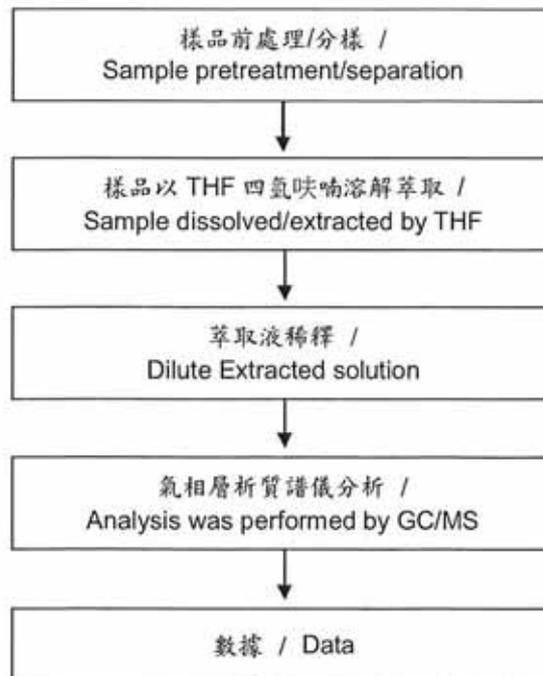 樣品前處理/分樣 /
Sample pretreatment/separation
樣品以 THF 四氫呋喃溶解萃取 /
Sample dissolved/extracted by THF
萃取液稀釋 /
Dilute Extracted solution
氣相層析質譜儀分析 /
Analysis was performed by GC/MS
數據 / Data